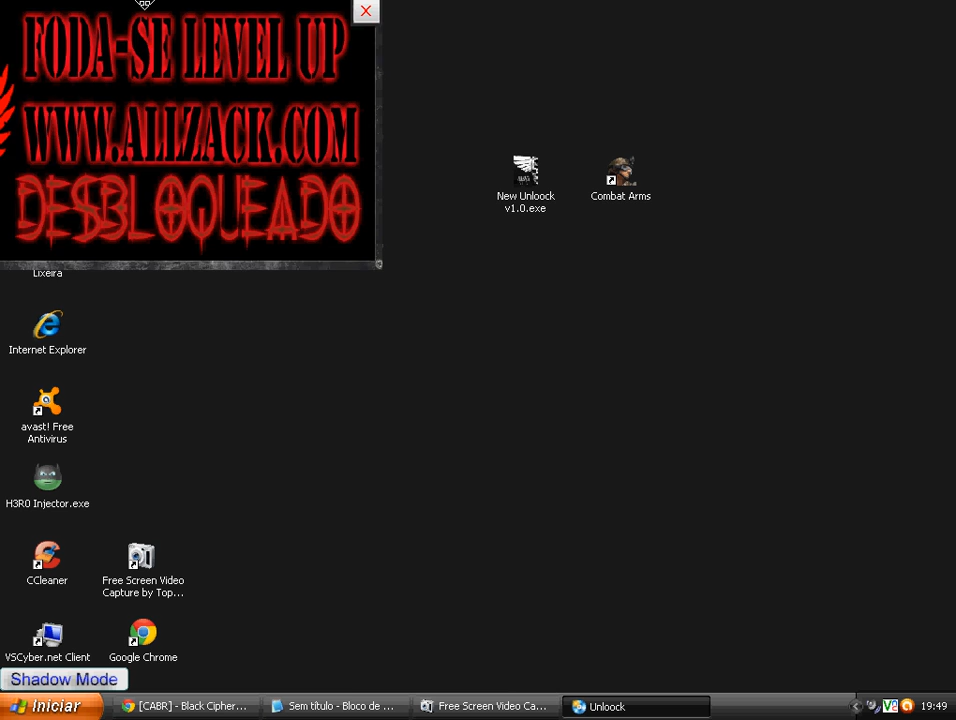 FODA-SE LEVEL UP
WWW.ALLZACK.COM
DESBLOQUEADO
New Unloock
v1.0.exe
Combat Arms
Lixeira
Internet Explorer
avast! Free
Antivirus
H3R0 Injector.exe
CCleaner
Free Screen Video
Capture by Top...
VSCyber.net Client
Google Chrome
Shadow Mode
Iniciar
[CABR] - Black Cipher...
Sem título - Bloco de ...
Free Screen Video Ca...
Unloock
19:49